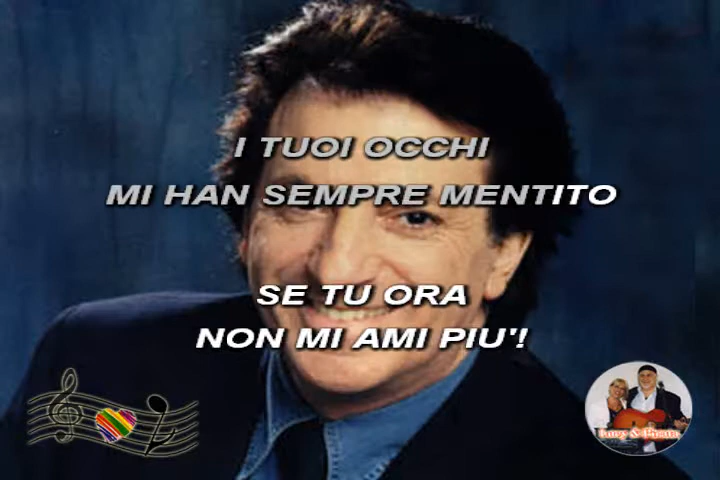 I TUOI OCCHI
MI HAN SEMPRE MENTITO
SE TU ORA
NON MI AMI PIU'!